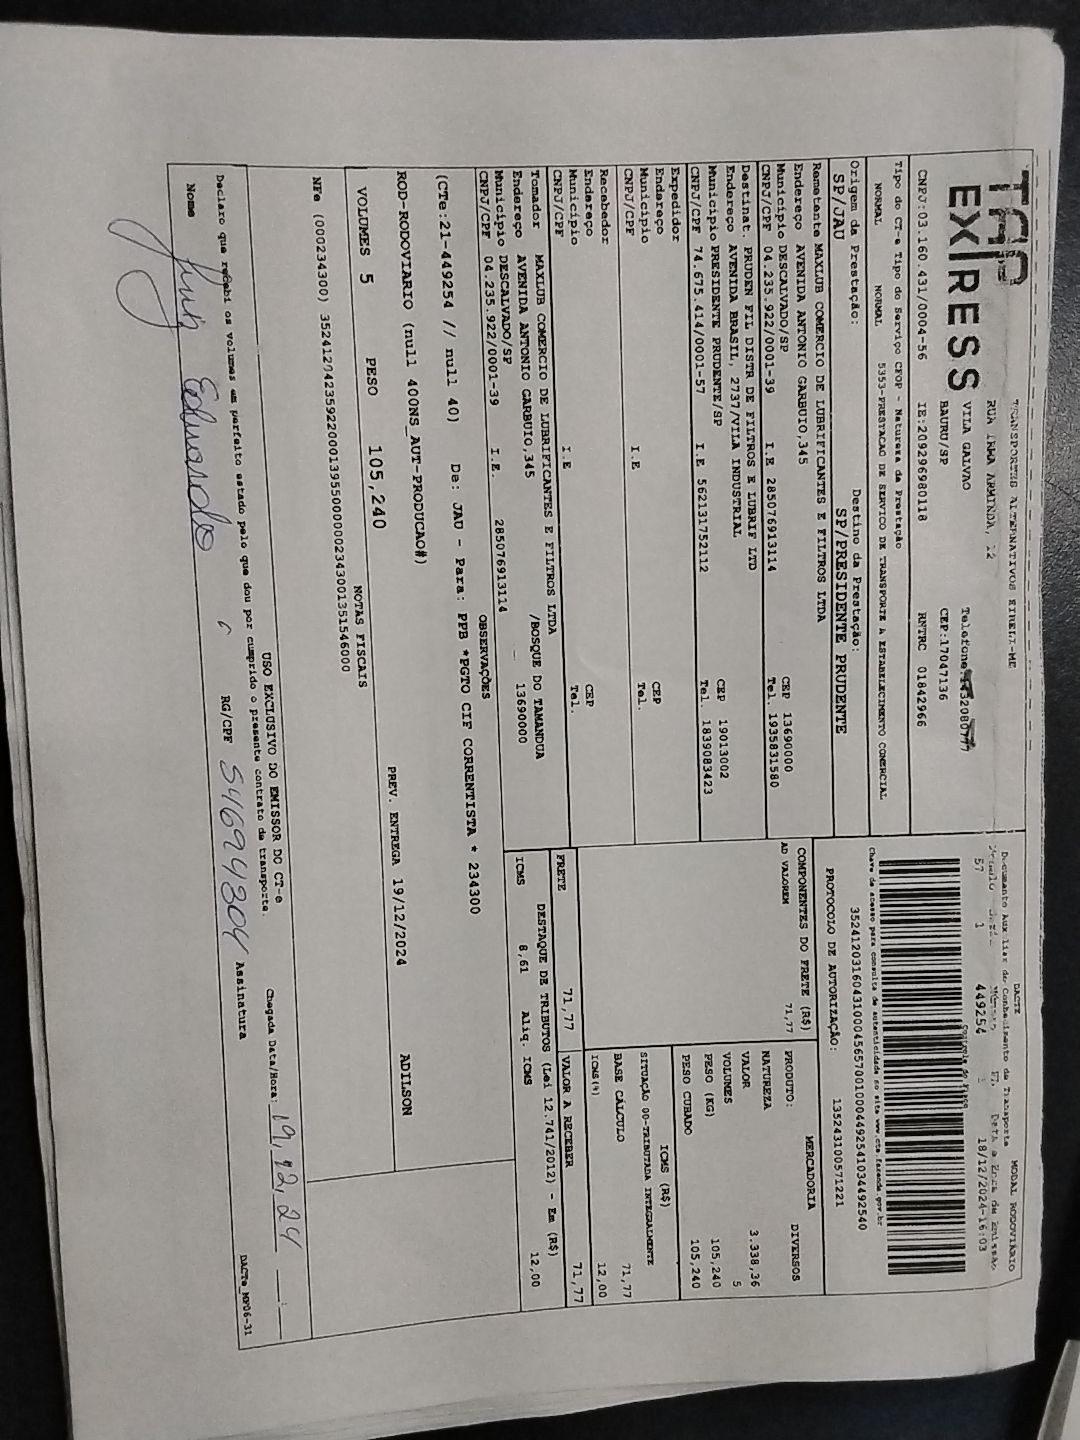 TAP
EXPRESS
TRANSPORTES ALTERNATIVOS EIRELI-ME
RUA IRMA ARMINDA, 12
VILA GALVAO
BAURU/SP CEP:17047136
CNPJ:03.160.431/0004-56 IE:209296980118 RNTRC 01842966
DACTE MODAL RODOVIÁRIO
Documento Auxiliar do Conhecimento de Transporte
57 1 449254 18/12/2024-16:03
Controle do Fisco
Chave de acesso para consulta de autenticidade no site www.cte.fazenda.gov.br
35241203160431000456570010004492541034492540
PROTOCOLO DE AUTORIZAÇÃO: 135243100571221
Tipo do CT-e Tipo do Serviço CFOP - Natureza da Prestação
NORMAL NORMAL 5353-PRESTACAO DE SERVICO DE TRANSPORTE A ESTABELECIMENTO COMERCIAL
Origem da Prestação: Destino da Prestação:
SP/JAU SP/PRESIDENTE PRUDENTE
Remetente MAXLUB COMERCIO DE LUBRIFICANTES E FILTROS LTDA
Endereço AVENIDA ANTONIO GARBUIO,345
Município DESCALVADO/SP CEP 13690000
CNPJ/CPF 04.235.922/0001-39 I.E 285076913114 Tel. 1935831580
Destinat. PRUDEN FIL DISTR DE FILTROS E LUBRIF LTD
Endereço AVENIDA BRASIL, 2737/VILA INDUSTRIAL
Município PRESIDENTE PRUDENTE/SP CEP 19013002
CNPJ/CPF 74.675.414/0001-57 I.E 562131752112 Tel. 1839083423
Expedidor
Endereço
Município CEP
CNPJ/CPF I.E Tel.
Recebedor
Endereço
Município CEP
CNPJ/CPF I.E Tel.
Tomador MAXLUB COMERCIO DE LUBRIFICANTES E FILTROS LTDA
Endereço AVENIDA ANTONIO GARBUIO,345 /BOSQUE DO TAMANDUA
Município DESCALVADO/SP 13690000
CNPJ/CPF 04.235.922/0001-39 I.E. 285076913114
COMPONENTES DO FRETE (R$)
AD VALOREM 71,77
MERCADORIA
PRODUTO: DIVERSOS
NATUREZA
VALOR 3.338,36
VOLUMES 5
PESO (KG) 105,240
PESO CUBADO 105,240
ICMS (R$)
SITUAÇÃO 00-TRIBUTADA INTEGRALMENTE
BASE CÁLCULO 71,77
ICMS(%) 12,00
FRETE 71,77 VALOR A RECEBER 71,77
DESTAQUE DE TRIBUTOS (Lei 12.741/2012) - Em (R$)
ICMS 8,61 Aliq. ICMS 12,00
OBSERVAÇÕES
(CTe:21-449254 // null 40) De: JAU - Para: PPB *PGTO CIF CORRENTISTA * 234300
ROD-RODOVIARIO (null 400NS_AUT-PRODUCAO#)
PREV. ENTREGA 19/12/2024 ADILSON
VOLUMES 5 PESO 105,240
NOTAS FISCAIS
NFe (000234300)
USO EXCLUSIVO DO EMISSOR DO CT-e
Declaro que recebi os volumes em perfeito estado pelo que dou por cumprido o presente contrato de transporte.
Chegada Data/Hora: 19,12,24 __:__
Nome Eduardo RG/CPF 546943804 Assinatura
DACTe_MP06-31